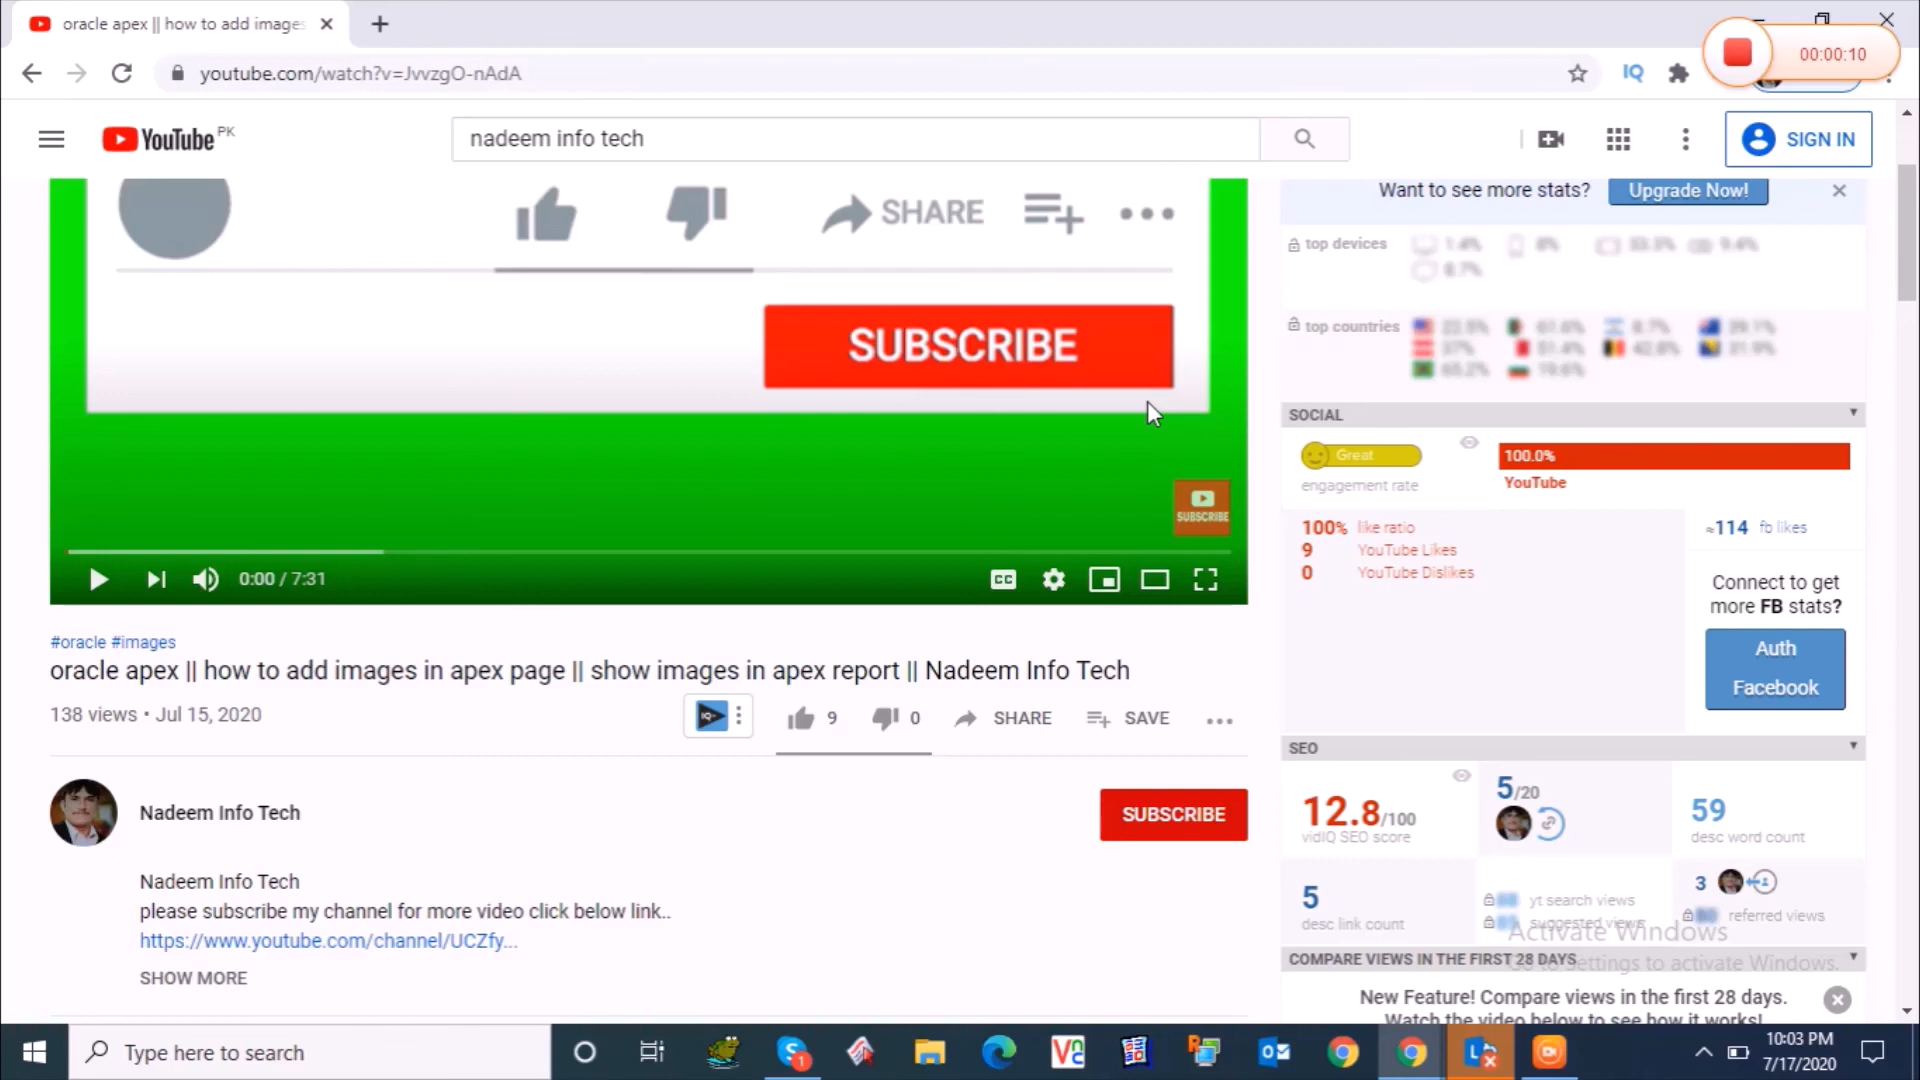 oracle apex || how to add images
00:00:10
youtube.com/watch?v=JvvzgO-nAdA
IQ
YouTube PK
nadeem info tech
SIGN IN
Want to see more stats?
Upgrade Now!
SHARE
top devices
top countries
SUBSCRIBE
SOCIAL
Great
engagement rate
100.0%
YouTube
100% like ratio
9 YouTube Likes
0 YouTube Dislikes
≈114 fb likes
Connect to get
more FB stats?
Auth
Facebook
SUBSCRIBE
0:00 / 7:31
CC
#oracle #images
oracle apex || how to add images in apex page || show images in apex report || Nadeem Info Tech
138 views • Jul 15, 2020
IQ
9
0
SHARE
SAVE
SEO
12.8/100
vidIQ SEO score
5/20
59
desc word count
5
desc link count
yt search views
suggested views
3
referred views
Nadeem Info Tech
SUBSCRIBE
Nadeem Info Tech
please subscribe my channel for more video click below link..
https://www.youtube.com/channel/UCZfy...
SHOW MORE
Activate Windows
Go to Settings to activate Windows.
COMPARE VIEWS IN THE FIRST 28 DAYS
New Feature! Compare views in the first 28 days.
Watch the video below to see how it works!
Type here to search
10:03 PM
7/17/2020